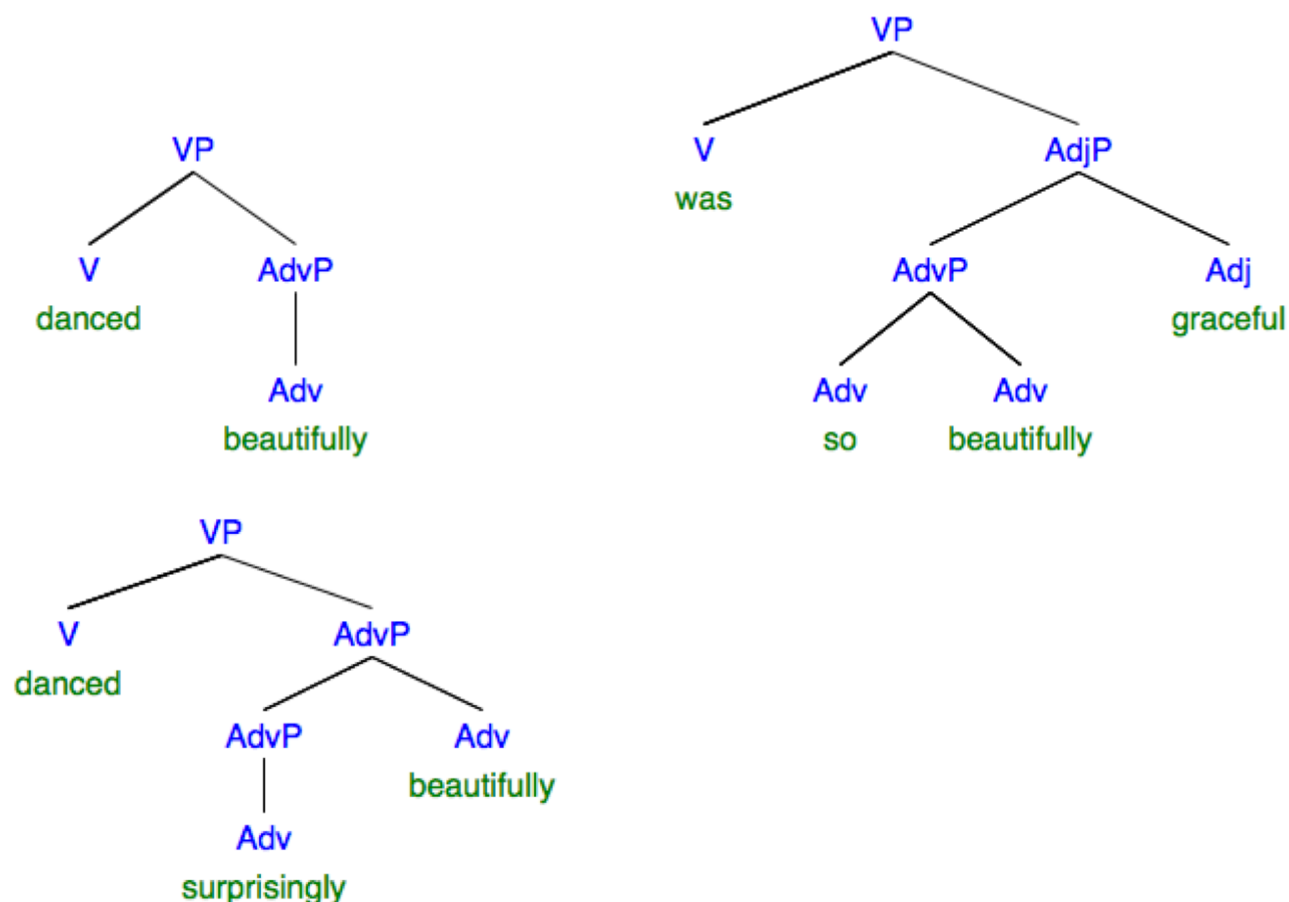 VP
V AdvP
danced
Adv
beautifully
VP
V AdjP
was
AdvP Adj
graceful
Adv Adv
so beautifully
VP
V AdvP
danced
AdvP Adv
beautifully
Adv
surprisingly